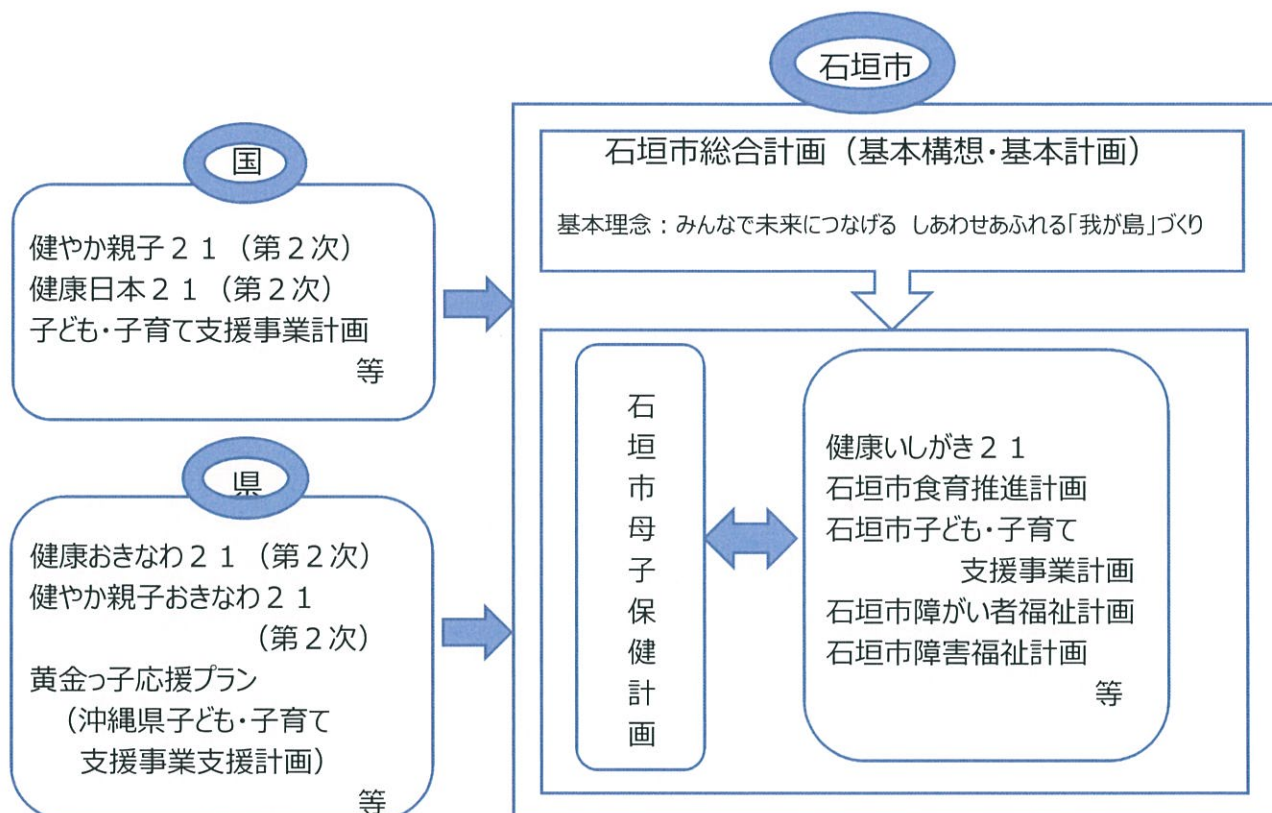 石垣市
石垣市総合計画（基本構想・基本計画）
基本理念：みんなで未来につなげる しあわせあふれる「我が島」づくり
国
健やか親子２１（第２次）
健康日本２１（第２次）
子ども・子育て支援事業計画
等
県
健康おきなわ２１（第２次）
健やか親子おきなわ２１
（第２次）
黄金っ子応援プラン
（沖縄県子ども・子育て
支援事業支援計画）
等
石垣市母子保健計画
健康いしがき２１
石垣市食育推進計画
石垣市子ども・子育て
支援事業計画
石垣市障がい者福祉計画
石垣市障害福祉計画
等